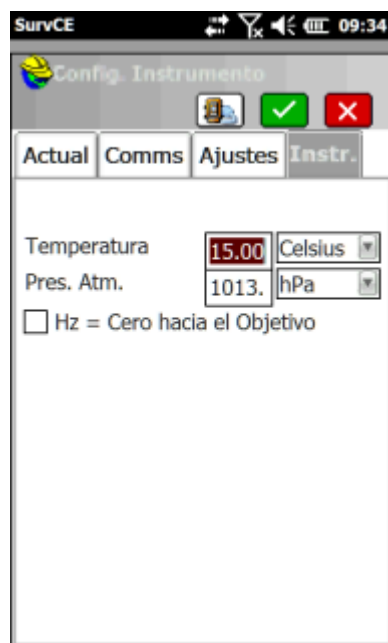 SurvCE 09:34
Config. Instrumento
Actual Comms Ajustes Instr.
Temperatura 15.00 Celsius
Pres. Atm. 1013. hPa
Hz = Cero hacia el Objetivo